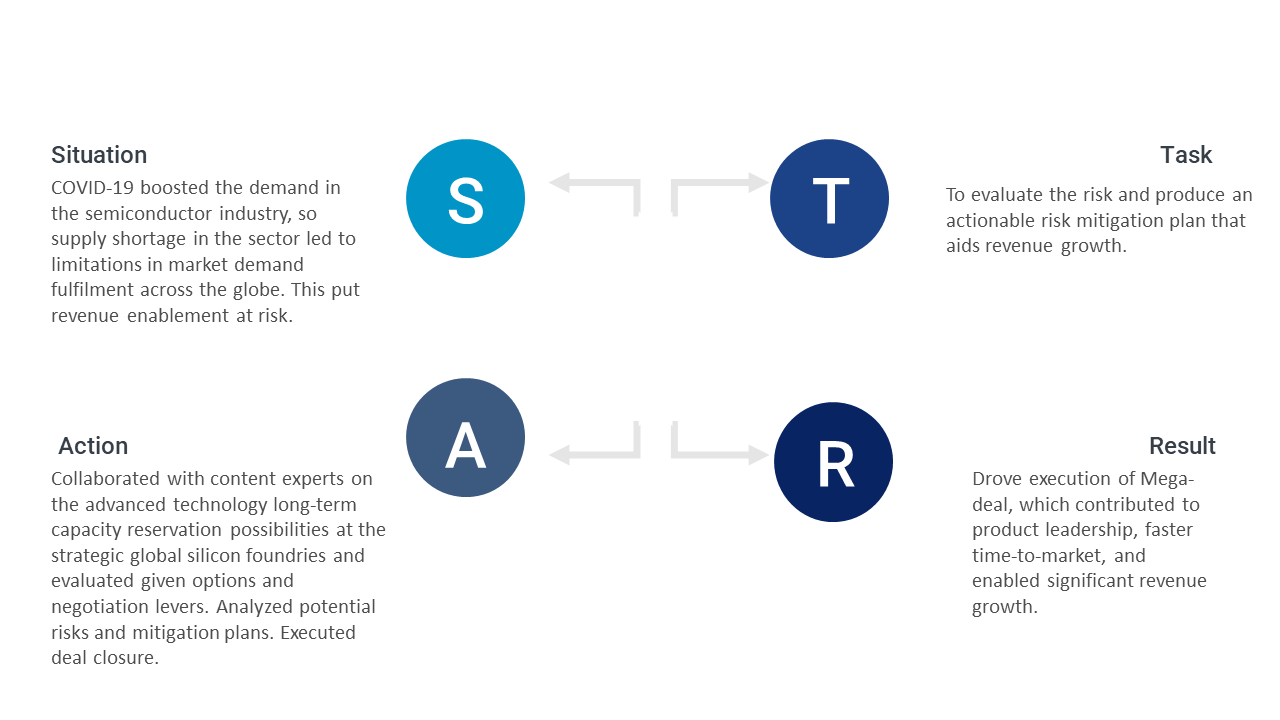 Situation
COVID-19 boosted the demand in
the semiconductor industry, so
supply shortage in the sector led to
limitations in market demand
fulfilment across the globe. This put
revenue enablement at risk.
S
T
Task
To evaluate the risk and produce an
actionable risk mitigation plan that
aids revenue growth.
Action
Collaborated with content experts on
the advanced technology long-term
capacity reservation possibilities at the
strategic global silicon foundries and
evaluated given options and
negotiation levers. Analyzed potential
risks and mitigation plans. Executed
deal closure.
A
R
Result
Drove execution of Mega-
deal, which contributed to
product leadership, faster
time-to-market, and
enabled significant revenue
growth.